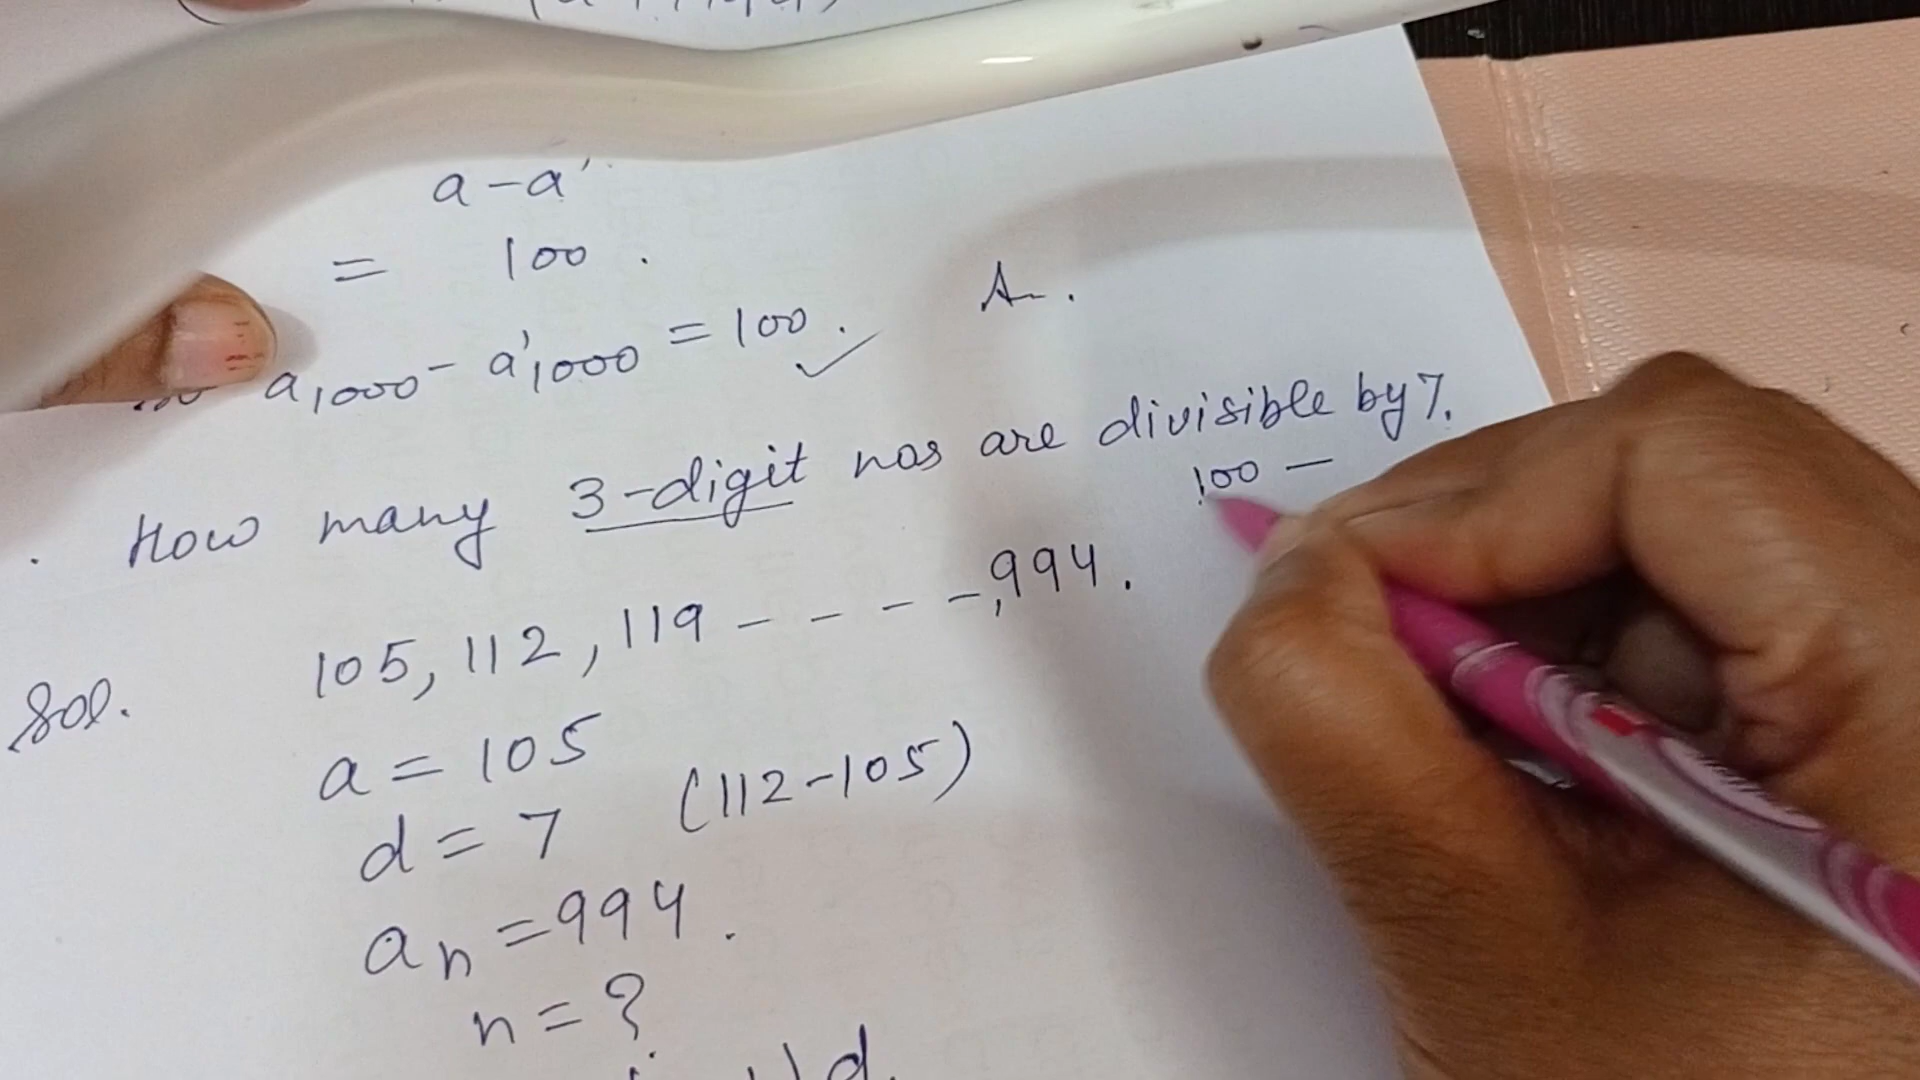 a - a'
= 100 .
a1000 - a'1000 = 100 . A.
. How many 3-digit nos are divisible by 7.
100 -
105, 112, 119 - - - -, 994.
Sol.
a = 105
d = 7 (112-105)
an = 994.
n = ?
)d.